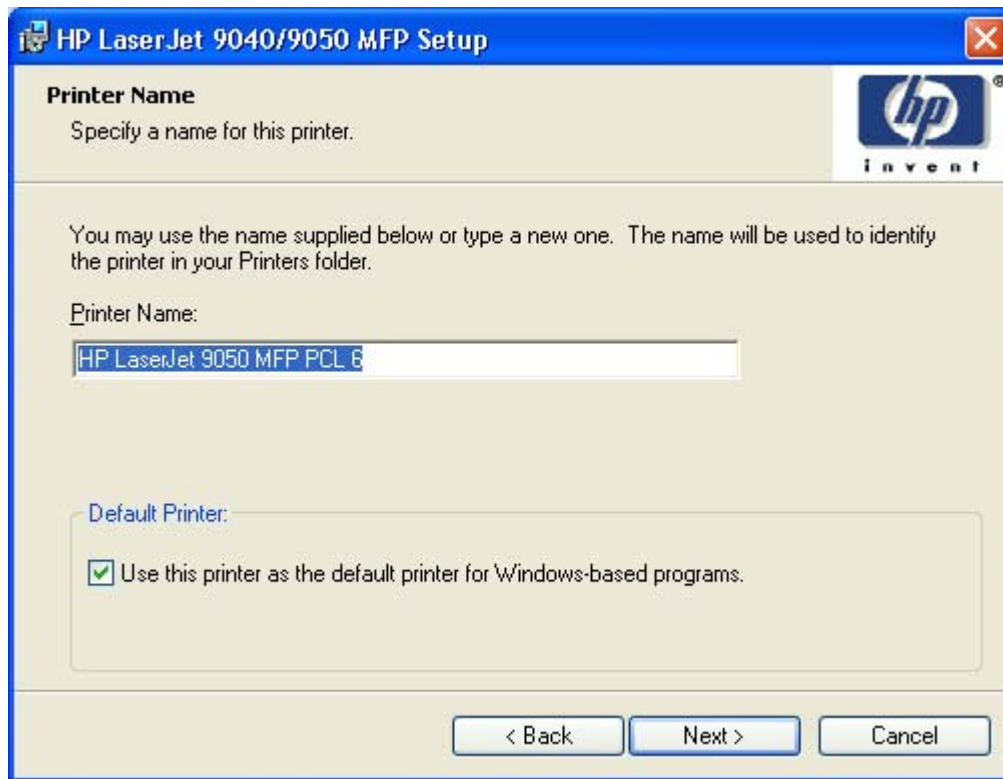 HP LaserJet 9040/9050 MFP Setup
Printer Name
Specify a name for this printer.
hp
®
invent
You may use the name supplied below or type a new one. The name will be used to identify
the printer in your Printers folder.
Printer Name:
HP LaserJet 9050 MFP PCL 6
Default Printer:
Use this printer as the default printer for Windows-based programs.
< Back
Next >
Cancel